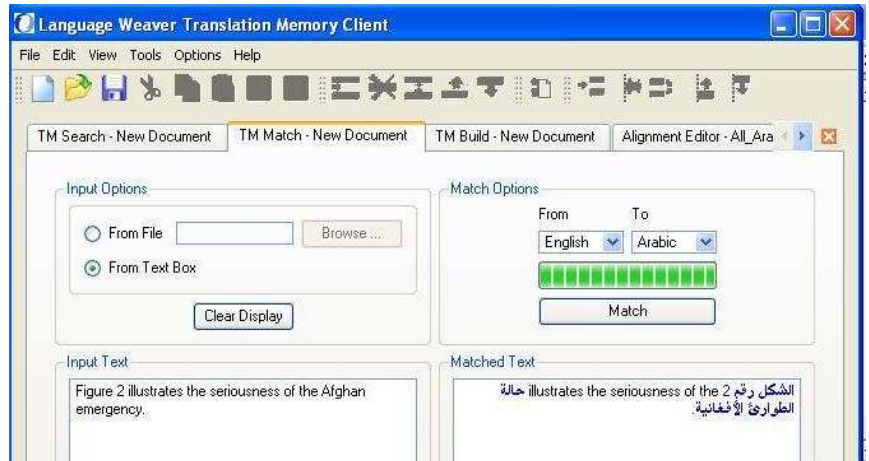 Language Weaver Translation Memory Client
File Edit View Tools Options Help
TM Search - New Document TM Match - New Document TM Build - New Document Alignment Editor - All_Ara
Input Options
From File Browse ...
From Text Box
Clear Display
Match Options
From To
English Arabic
Match
Input Text
Figure 2 illustrates the seriousness of the Afghan
emergency.
Matched Text
الشكل رقم 2 illustrates the seriousness of the حالة
الطوارئ الأفغانية.